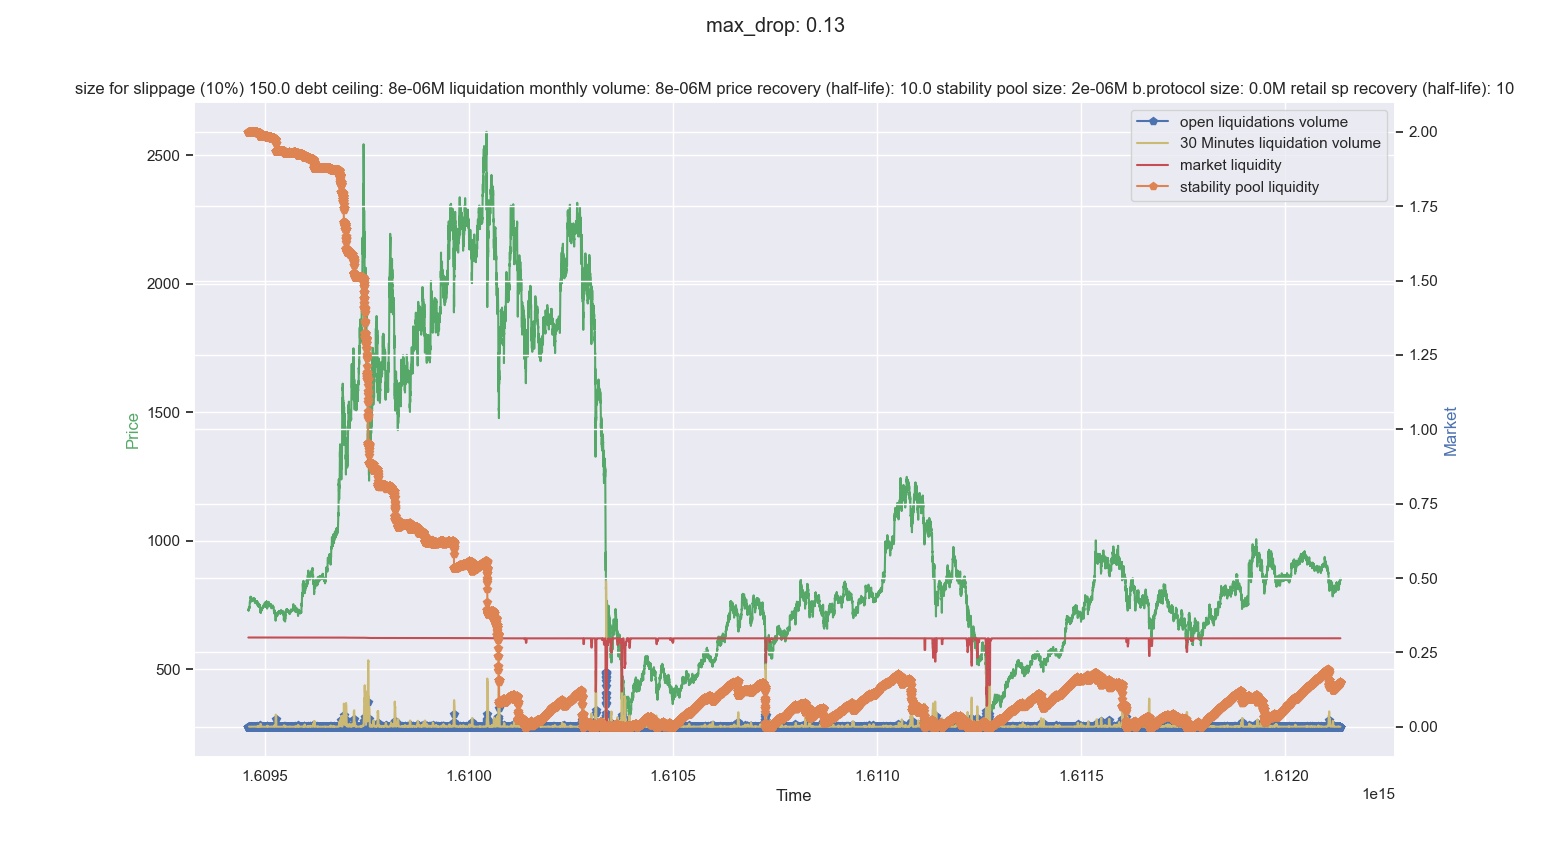 max_drop: 0.13
size for slippage (10%) 150.0 debt ceiling: 8e-06M liquidation monthly volume: 8e-06M price recovery (half-life): 10.0 stability pool size: 2e-06M b.protocol size: 0.0M retail sp recovery (half-life): 10
open liquidations volume
30 Minutes liquidation volume
market liquidity
stability pool liquidity
2500
2000
1500
1000
500
Price
2.00
1.75
1.50
1.25
1.00
0.75
0.50
0.25
0.00
Market
1.6095 1.6100 1.6105 1.6110 1.6115 1.6120
Time
1e15